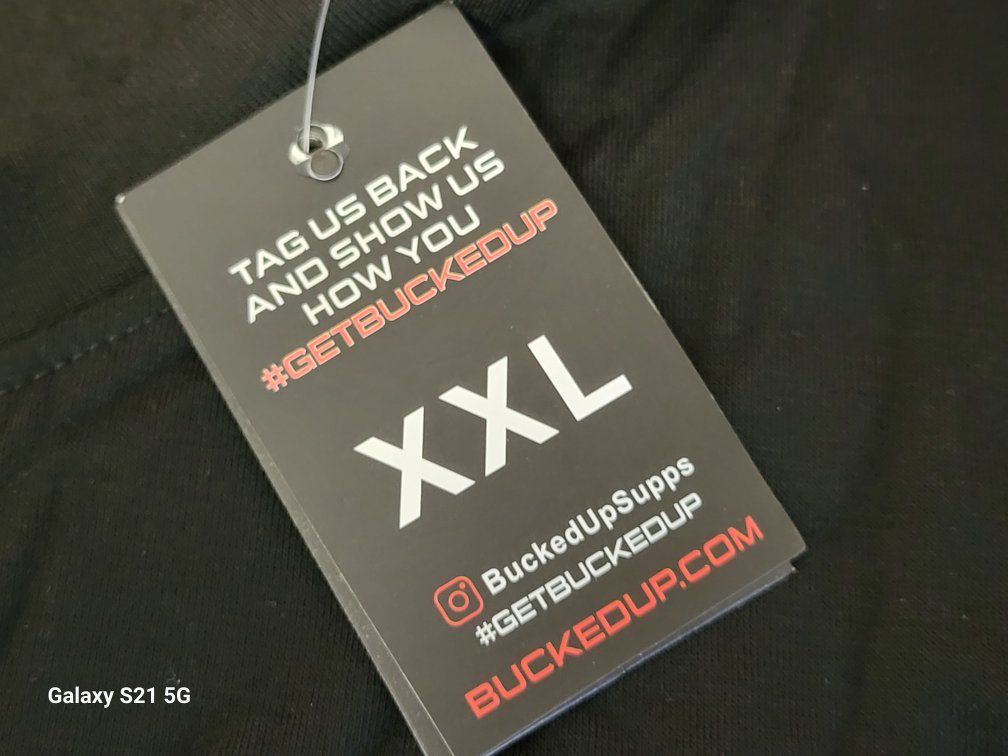 TAG US BACK
AND SHOW US
HOW YOU
#GETBUCKEDUP
XXL
BuckedUpSupps
#GETBUCKEDUP
BUCKEDUP.COM
Galaxy S21 5G